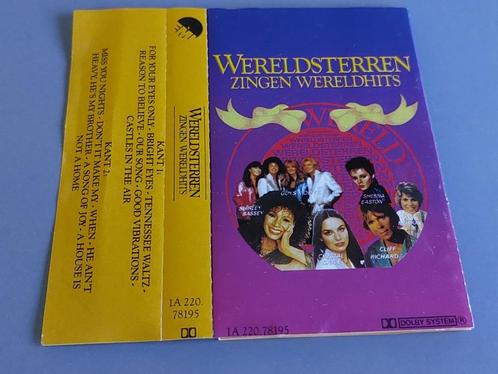 KANT 1:
FOR YOUR EYES ONLY - BRIGHT EYES - TENNESSEE WALTZ -
REASON TO BELIEVE - OUR SONG - GOOD VIBRATIONS -
CASTLES IN THE AIR
KANT 2:
MISS YOU NIGHTS - DON'T IT MAKE MY - WHEN - HE AIN'T
HEAVY, HE'S MY BROTHER - A SONG OF JOY - A HOUSE IS
NOT A HOME
EMI
WERELDSTERREN
ZINGEN WERELDHITS
1A 220.
78195
WERELDSTERREN
ZINGEN WERELDHITS
SHIRLEY
BASSEY
SHEENA
EASTON
CLIFF
RICHARD
1A 220.78195
DOLBY SYSTEM